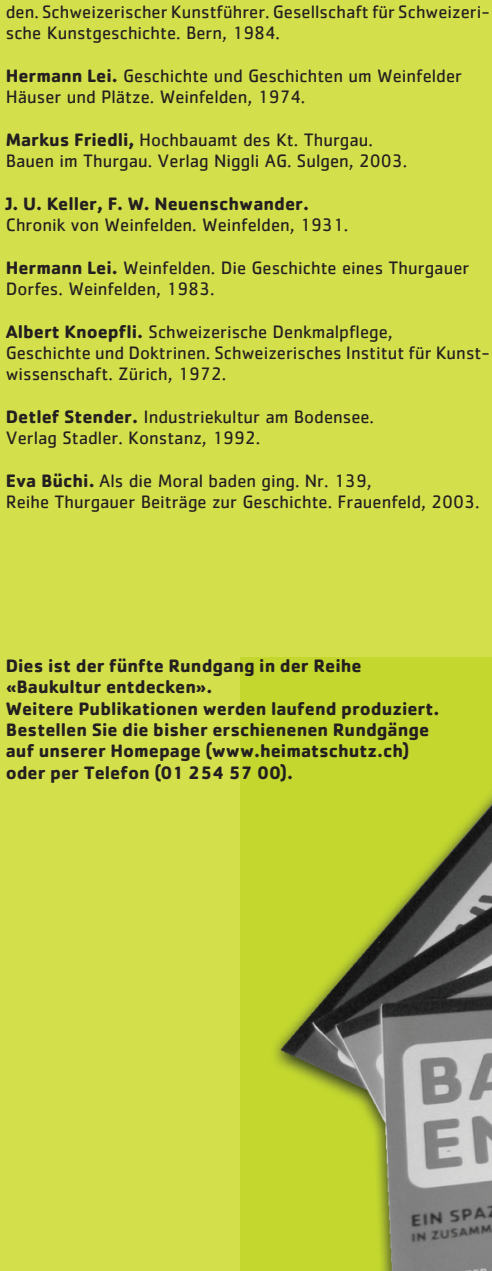 den. Schweizerischer Kunstführer. Gesellschaft für Schweizeri-
sche Kunstgeschichte. Bern, 1984.
Hermann Lei. Geschichte und Geschichten um Weinfelder
Häuser und Plätze. Weinfelden, 1974.
Markus Friedli, Hochbauamt des Kt. Thurgau.
Bauen im Thurgau. Verlag Niggli AG. Sulgen, 2003.
J. U. Keller, F. W. Neuenschwander.
Chronik von Weinfelden. Weinfelden, 1931.
Hermann Lei. Weinfelden. Die Geschichte eines Thurgauer
Dorfes. Weinfelden, 1983.
Albert Knoepfli. Schweizerische Denkmalpflege,
Geschichte und Doktrinen. Schweizerisches Institut für Kunst-
wissenschaft. Zürich, 1972.
Detlef Stender. Industriekultur am Bodensee.
Verlag Stadler. Konstanz, 1992.
Eva Büchi. Als die Moral baden ging. Nr. 139,
Reihe Thurgauer Beiträge zur Geschichte. Frauenfeld, 2003.
Dies ist der fünfte Rundgang in der Reihe
«Baukultur entdecken».
Weitere Publikationen werden laufend produziert.
Bestellen Sie die bisher erschienenen Rundgänge
auf unserer Homepage (www.heimatschutz.ch)
oder per Telefon (01 254 57 00).
BA
EN
EIN SPAZ
IN ZUSAMM